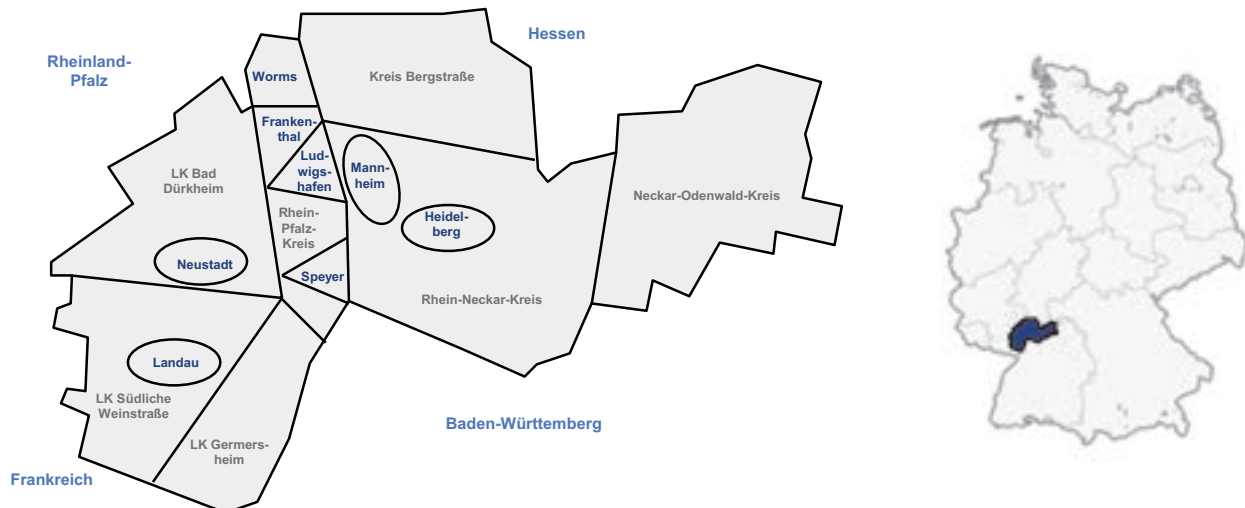 Hessen
Rheinland-
Pfalz
Worms
Kreis Bergstraße
Franken-
thal
Lud-
wigs-
hafen
Mann-
heim
LK Bad
Dürkheim
Neckar-Odenwald-Kreis
Rhein-
Pfalz-
Kreis
Heidel-
berg
Neustadt
Speyer
Rhein-Neckar-Kreis
Landau
LK Südliche
Weinstraße
Baden-Württemberg
LK Germers-
heim
Frankreich